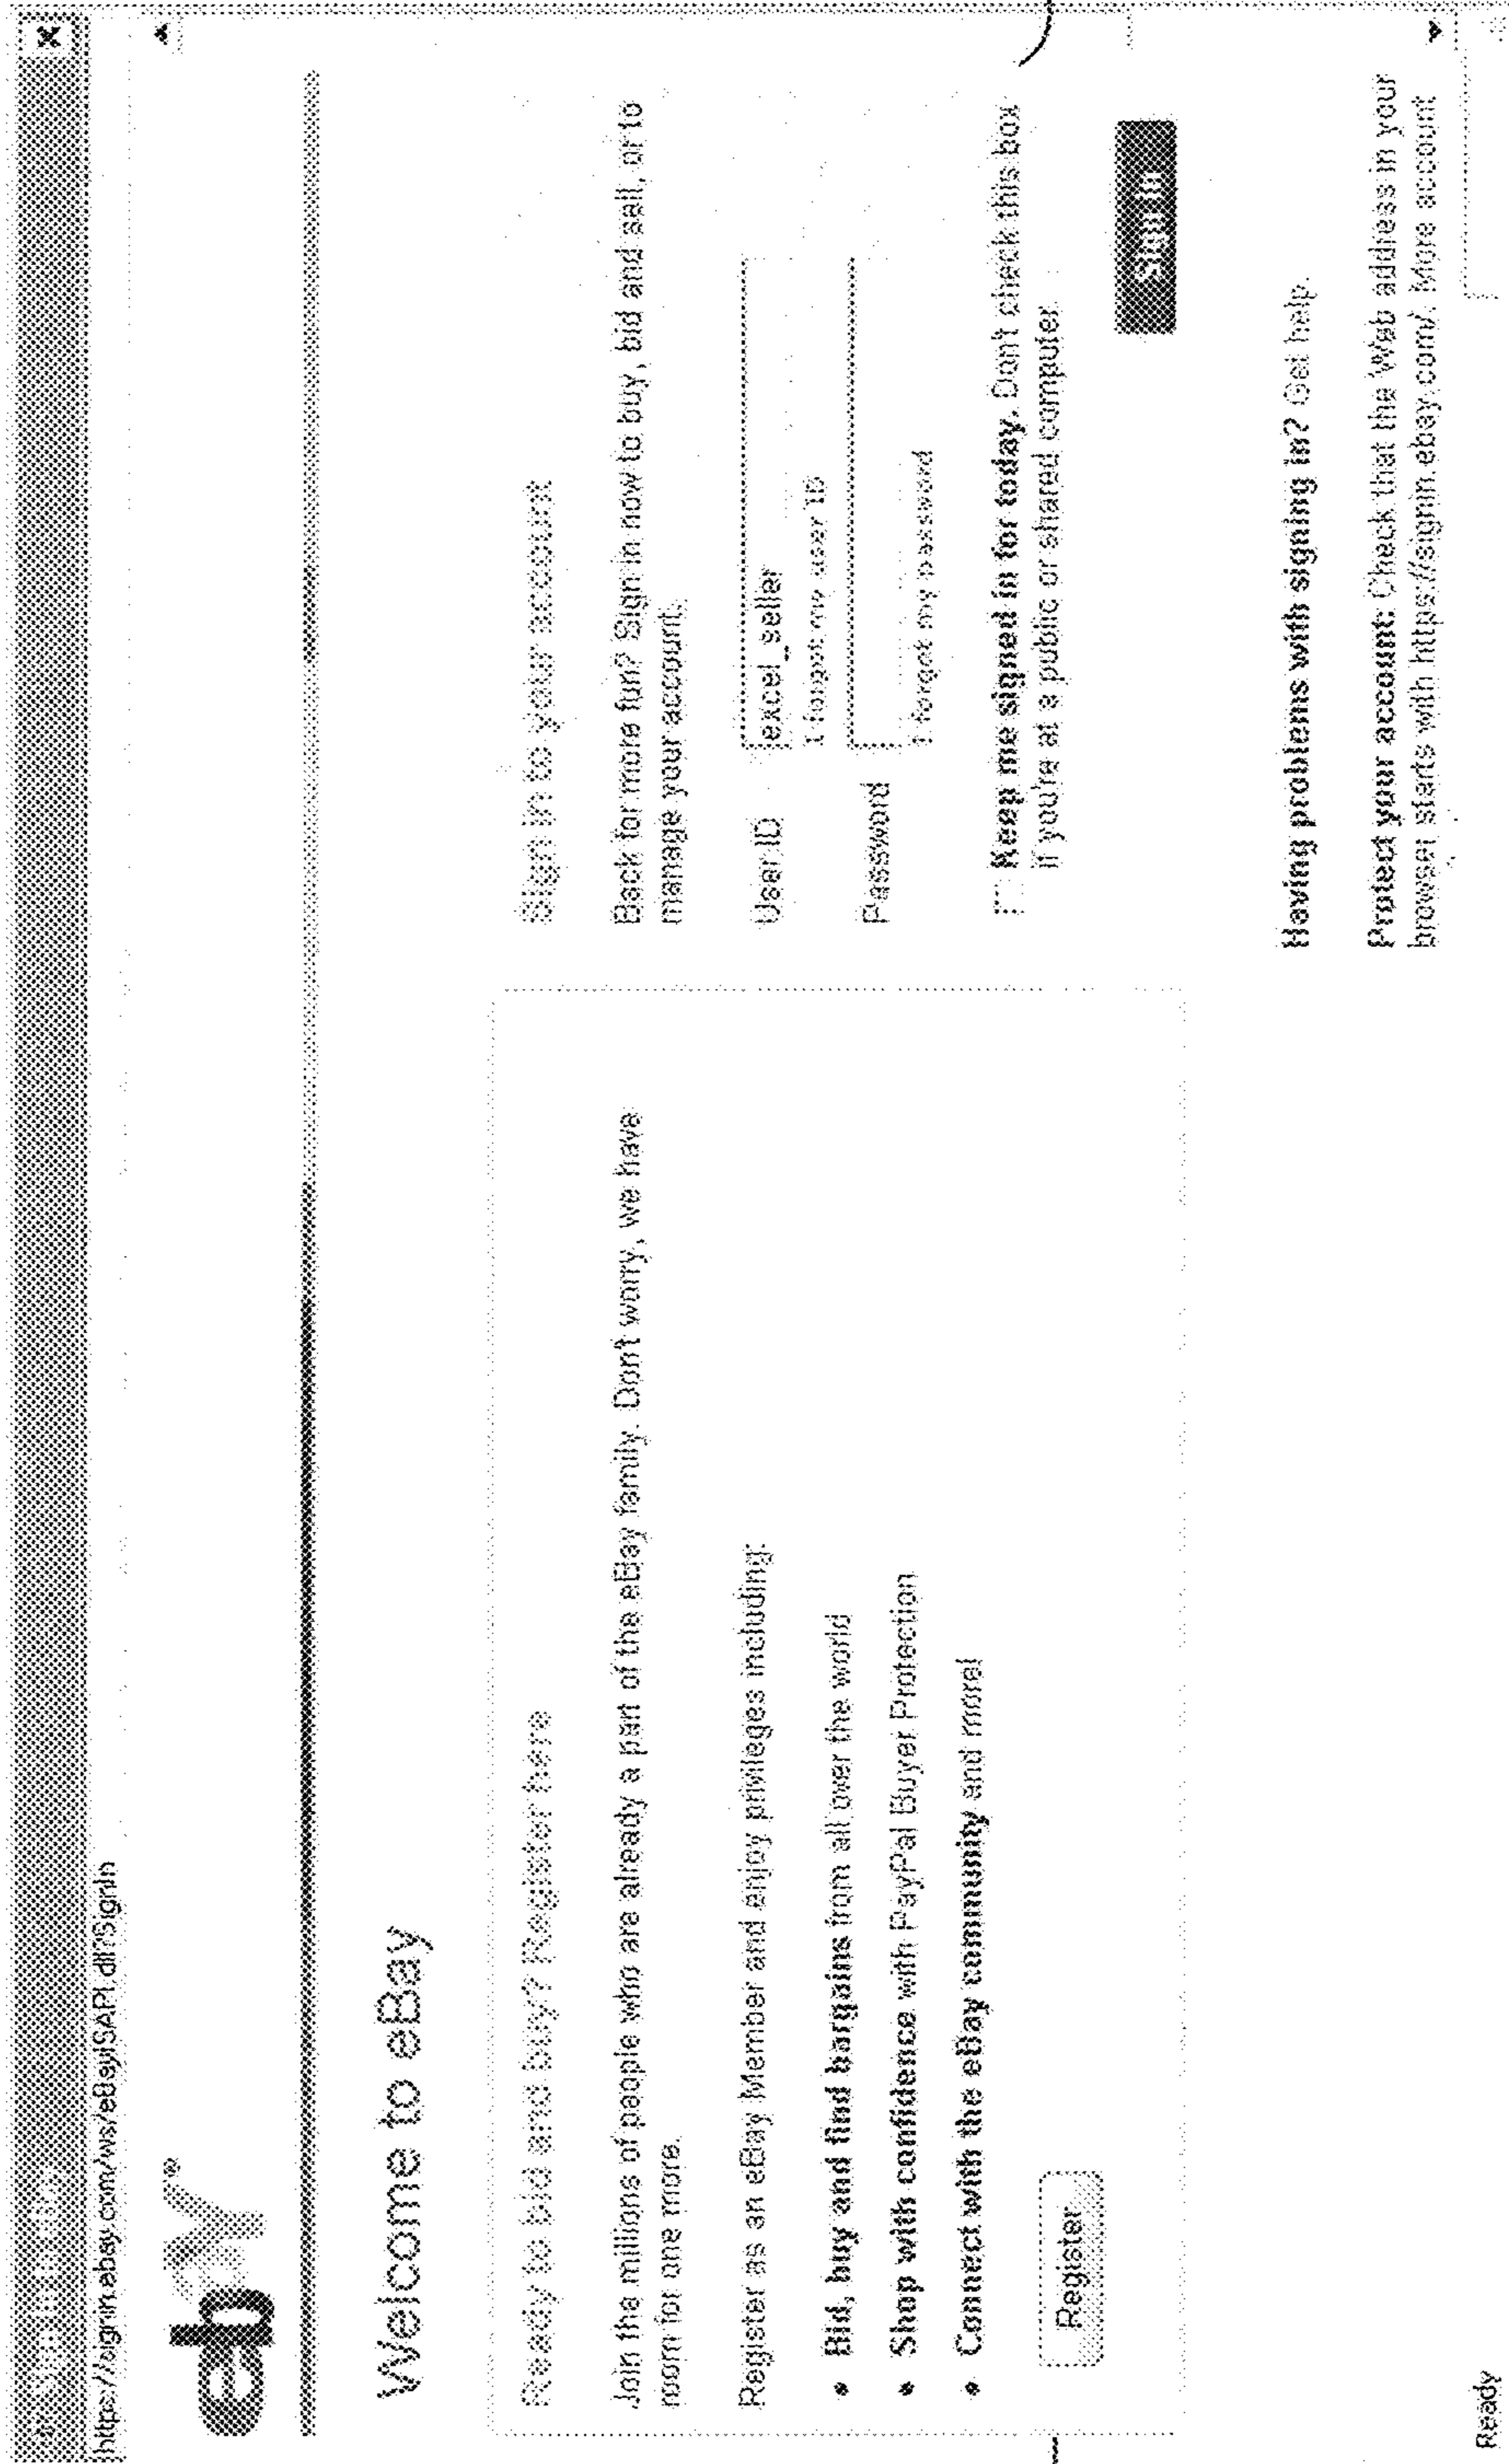 https://signin.ebay.com/ws/eBayISAPI.dll?SignIn
ebay®
Welcome to eBay
Ready to bid and buy? Register here
Join the millions of people who are already a part of the eBay family. Don't worry, we have
room for one more.
Register as an eBay Member and enjoy privileges including:
• Bid, buy and find bargains from all over the world
• Shop with confidence with PayPal Buyer Protection
• Connect with the eBay community and more!
Register
Sign in to your account
Back for more fun? Sign in now to buy, bid and sell, or to
manage your account.
User ID excel_seller
I forgot my user ID
Password
I forgot my password
Keep me signed in for today. Don't check this box
if you're at a public or shared computer.
Sign In
Having problems with signing in? Get help.
Protect your account: Check that the Web address in your
browser starts with https://signin.ebay.com/. More account
Ready